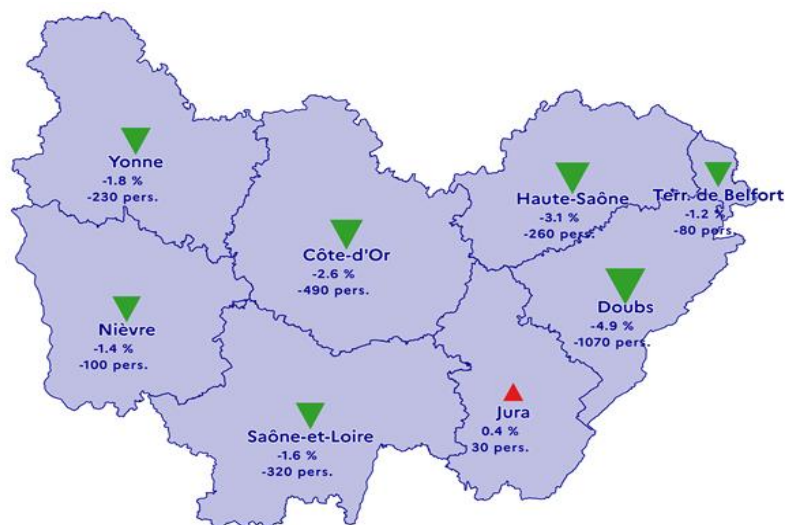 Yonne
-1.8 %
-230 pers.
Haute-Saône
-3.1 %
-260 pers.
Terr. de Belfort
-1.2 %
-80 pers.
Côte-d'Or
-2.6 %
-490 pers.
Doubs
-4.9 %
-1070 pers.
Nièvre
-1.4 %
-100 pers.
Jura
0.4 %
30 pers.
Saône-et-Loire
-1.6 %
-320 pers.